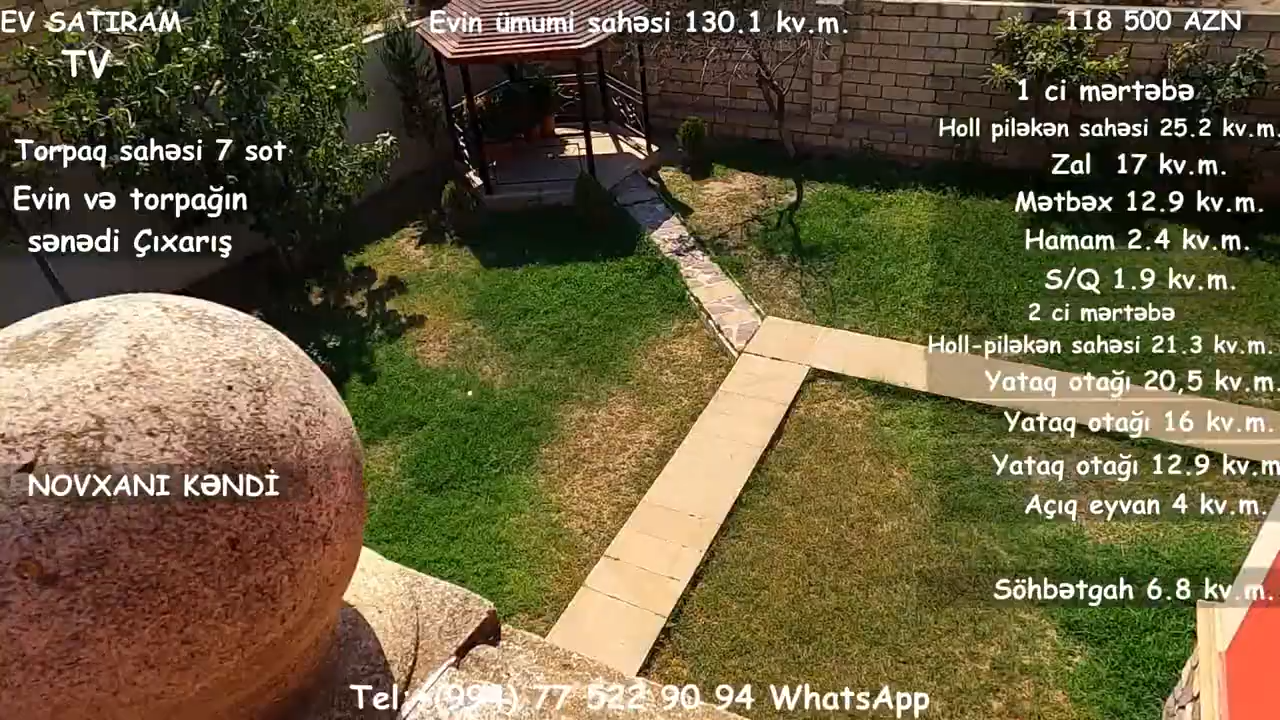 EV SATIRAM
TV
Torpaq sahəsi 7 sot
Evin və torpağın
sənədi Çıxarış
NOVXANI KƏNDİ
Evin ümumi sahəsi 130.1 kv.m.
118 500 AZN
1 ci mərtəbə
Holl piləkən sahəsi 25.2 kv.m.
Zal 17 kv.m.
Mətbəx 12.9 kv.m.
Hamam 2.4 kv.m.
S/Q 1.9 kv.m.
2 ci mərtəbə
Holl-piləkən sahəsi 21.3 kv.m.
Yataq otağı 20,5 kv.m.
Yataq otağı 16 kv.m.
Yataq otağı 12.9 kv.m.
Açıq eyvan 4 kv.m.
Söhbətgah 6.8 kv.m.
Tel:+(994) 77 522 90 94 WhatsApp